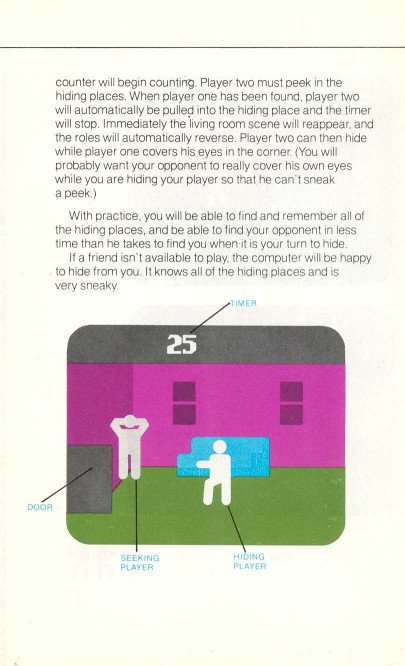 counter will begin counting. Player two must peek in the
hiding places. When player one has been found, player two
will automatically be pulled into the hiding place and the timer
will stop. Immediately the living room scene will reappear, and
the roles will automatically reverse. Player two can then hide
while player one covers his eyes in the corner. (You will
probably want your opponent to really cover his own eyes
while you are hiding your player so that he can't sneak
a peek.)
With practice, you will be able to find and remember all of
the hiding places, and be able to find your opponent in less
time than he takes to find you when it is your turn to hide.
If a friend isn't available to play, the computer will be happy
to hide from you. It knows all of the hiding places and is
very sneaky.
TIMER
25
DOOR
SEEKING
PLAYER
HIDING
PLAYER